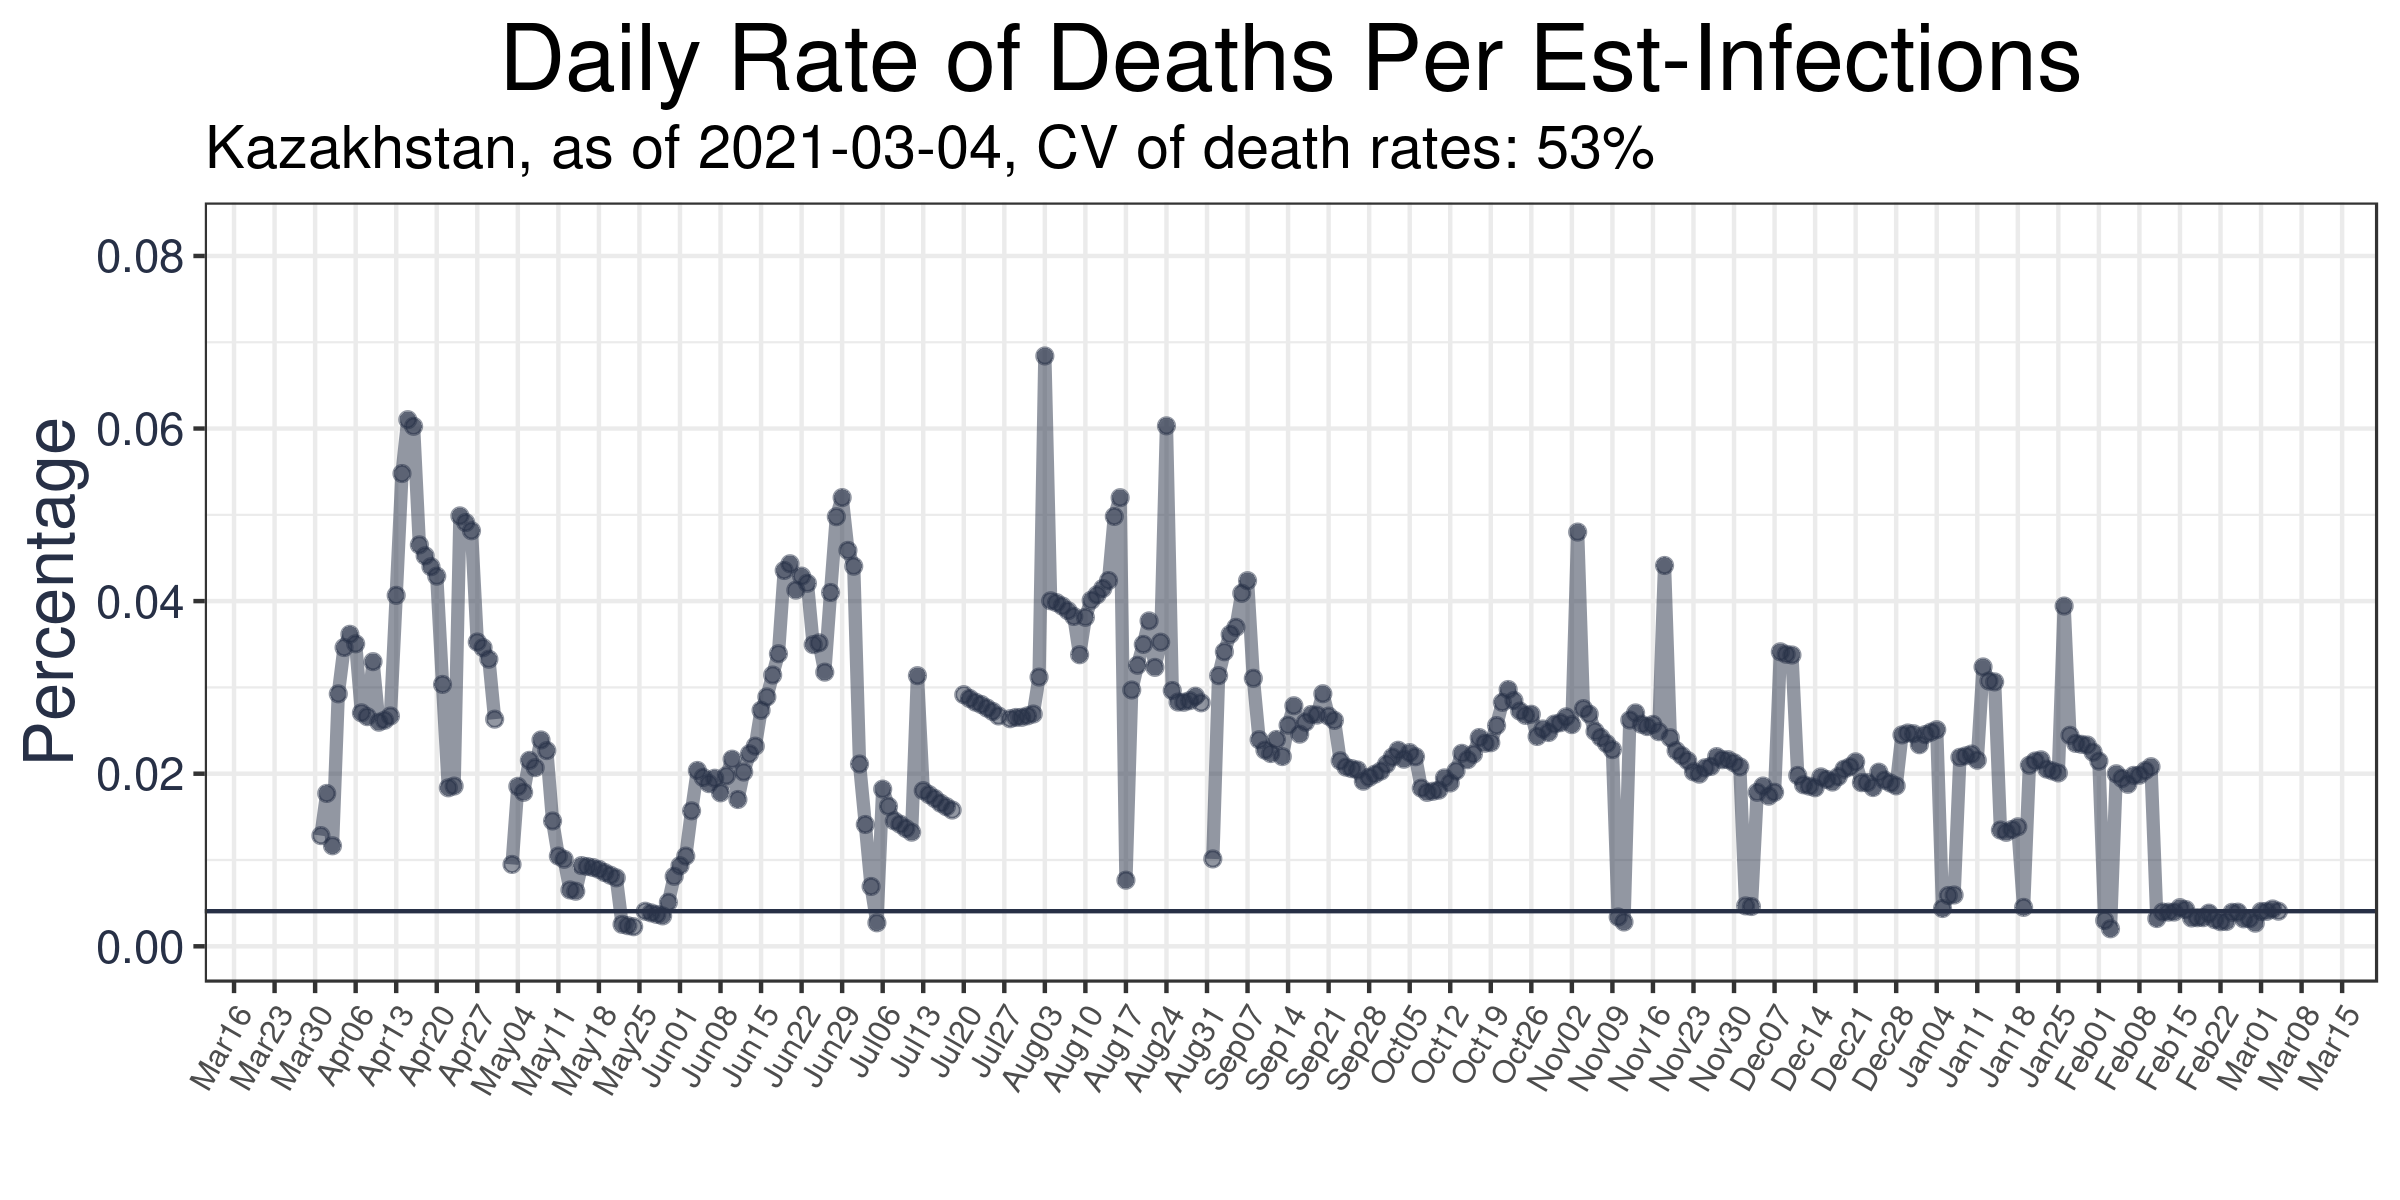 Daily Rate of Deaths Per Est-Infections
Kazakhstan, as of 2021-03-04, CV of death rates: 53%
Percentage
0.08
0.06
0.04
0.02
0.00
Mar16
Mar23
Mar30
Apr06
Apr13
Apr20
Apr27
May04
May11
May18
May25
Jun01
Jun08
Jun15
Jun22
Jun29
Jul06
Jul13
Jul20
Jul27
Aug03
Aug10
Aug17
Aug24
Aug31
Sep07
Sep14
Sep21
Sep28
Oct05
Oct12
Oct19
Oct26
Nov02
Nov09
Nov16
Nov23
Nov30
Dec07
Dec14
Dec21
Dec28
Jan04
Jan11
Jan18
Jan25
Feb01
Feb08
Feb15
Feb22
Mar01
Mar08
Mar15